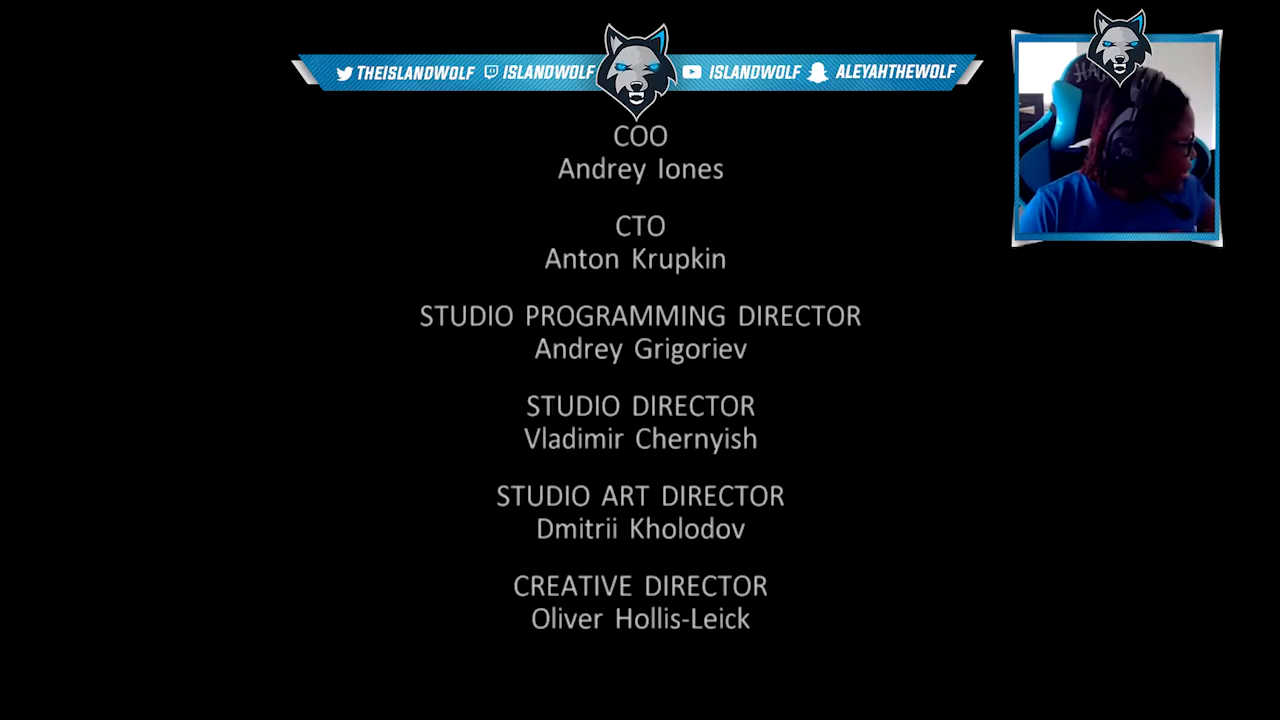 THEISLANDWOLF ISLANDWOLF ISLANDWOLF ALEYAHTHEWOLF
COO
Andrey Iones
CTO
Anton Krupkin
STUDIO PROGRAMMING DIRECTOR
Andrey Grigoriev
STUDIO DIRECTOR
Vladimir Chernyish
STUDIO ART DIRECTOR
Dmitrii Kholodov
CREATIVE DIRECTOR
Oliver Hollis-Leick